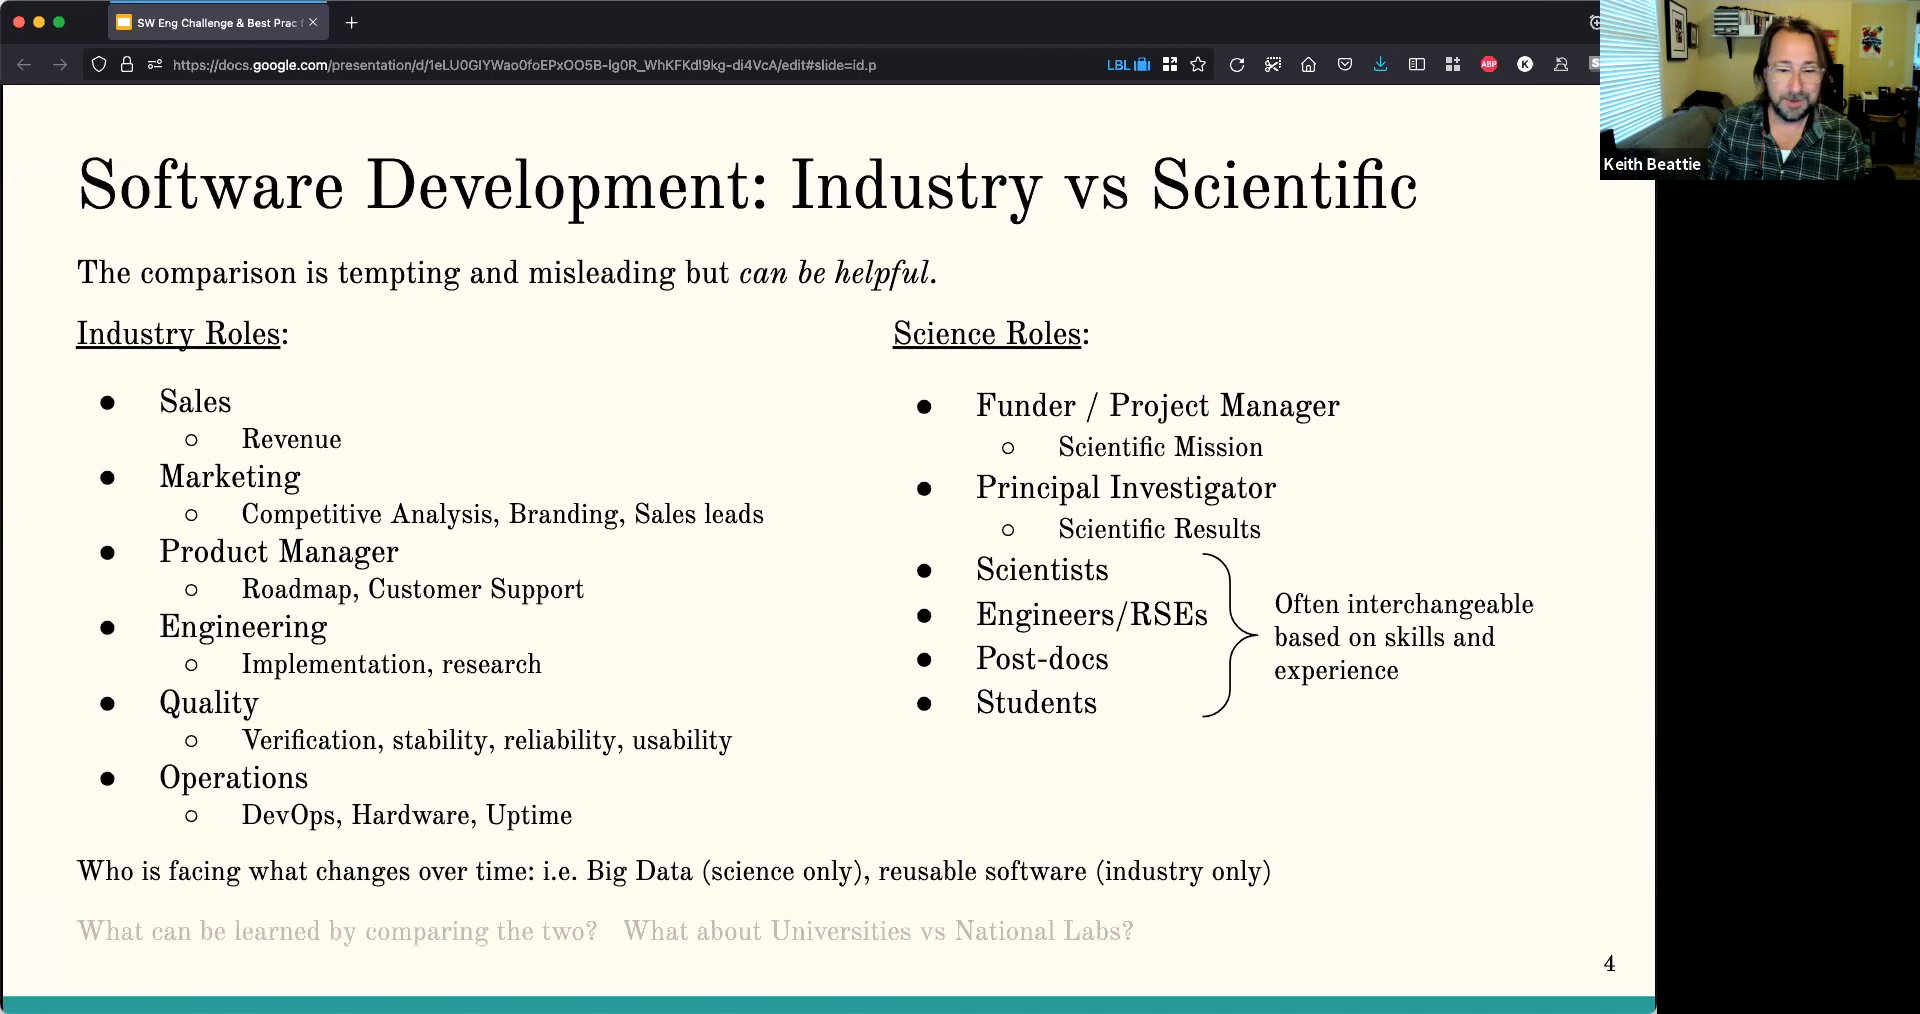 SW Eng Challenge & Best Prac f
https://docs.google.com/presentation/d/1eLU0GIYWao0foEPxOO5B-Ig0R_WhKFKdl9kg-di4VcA/edit#slide=id.p
LBL
ABP
K
S
Keith Beattie
Software Development: Industry vs Scientific
The comparison is tempting and misleading but can be helpful.
Industry Roles:
● Sales
○ Revenue
● Marketing
○ Competitive Analysis, Branding, Sales leads
● Product Manager
○ Roadmap, Customer Support
● Engineering
○ Implementation, research
● Quality
○ Verification, stability, reliability, usability
● Operations
○ DevOps, Hardware, Uptime
Science Roles:
● Funder / Project Manager
○ Scientific Mission
● Principal Investigator
○ Scientific Results
● Scientists
● Engineers/RSEs
● Post-docs
● Students
Often interchangeable
based on skills and
experience
Who is facing what changes over time: i.e. Big Data (science only), reusable software (industry only)
What can be learned by comparing the two? What about Universities vs National Labs?
4